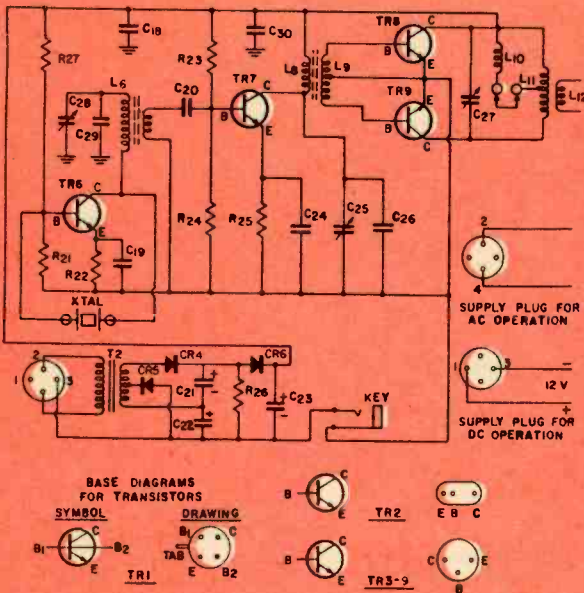 C18
C30
R27
R23
L6
C20
TR7
L8
L9
TR8
C
B
E
L10
L11
L12
C28
C29
B
C
E
TR9
B
E
C
C27
TR6
C
B
E
R21
R22
C19
R24
R25
C24
C25
C26
XTAL
2
4
SUPPLY PLUG FOR
AC OPERATION
T2
CR4
CR5
CR6
1
2
3
C21
C22
R26
C23
KEY
1
3
12 V
SUPPLY PLUG FOR
DC OPERATION
BASE DIAGRAMS
FOR TRANSISTORS
SYMBOL
DRAWING
B1
C
E
B2
TR1
B1
C
TAB
E
B2
B
C
E
TR2
E B C
B
C
E
TR3-9
C
E
B